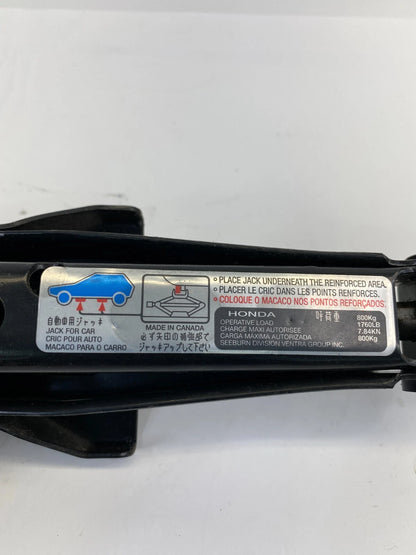 自動車用ジャッキ
JACK FOR CAR
CRIC POUR AUTO
MACACO PARA O CARRO
MADE IN CANADA
必ず矢印の補強部で
ジャッキアップして下さい
• PLACE JACK UNDERNEATH THE REINFORCED AREA.
• PLACER LE CRIC DANS LES POINTS RENFORCES.
• COLOQUE O MACACO NOS PONTOS REFORÇADOS.
HONDA
800Kg
OPERATIVE LOAD 1760LB
CHARGE MAXI AUTORISEE 7.84KN
CARGA MAXIMA AUTORIZADA 800Kg
SEEBURN DIVISION VENTRA GROUP INC.